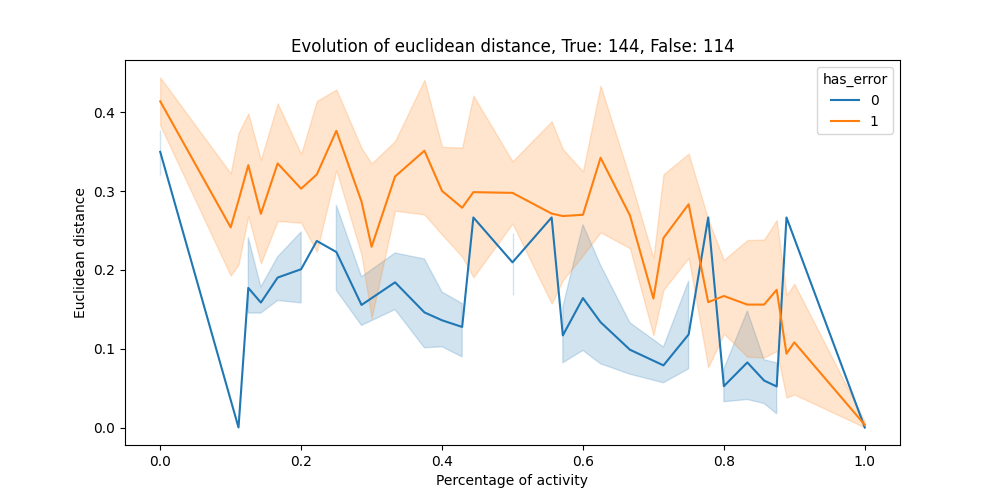 Evolution of euclidean distance, True: 144, False: 114
has_error
0
1
Euclidean distance
0.4
0.3
0.2
0.1
0.0
0.0 0.2 0.4 0.6 0.8 1.0
Percentage of activity